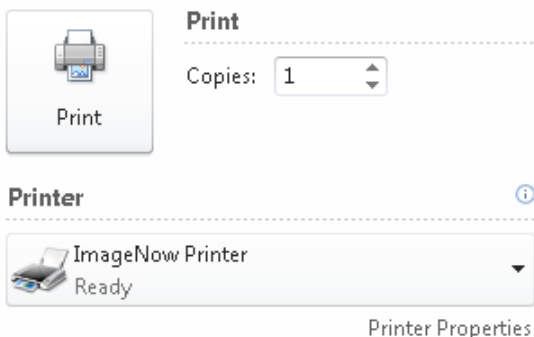 Print
Print
Copies: 1
Printer
ImageNow Printer
Ready
Printer Properties